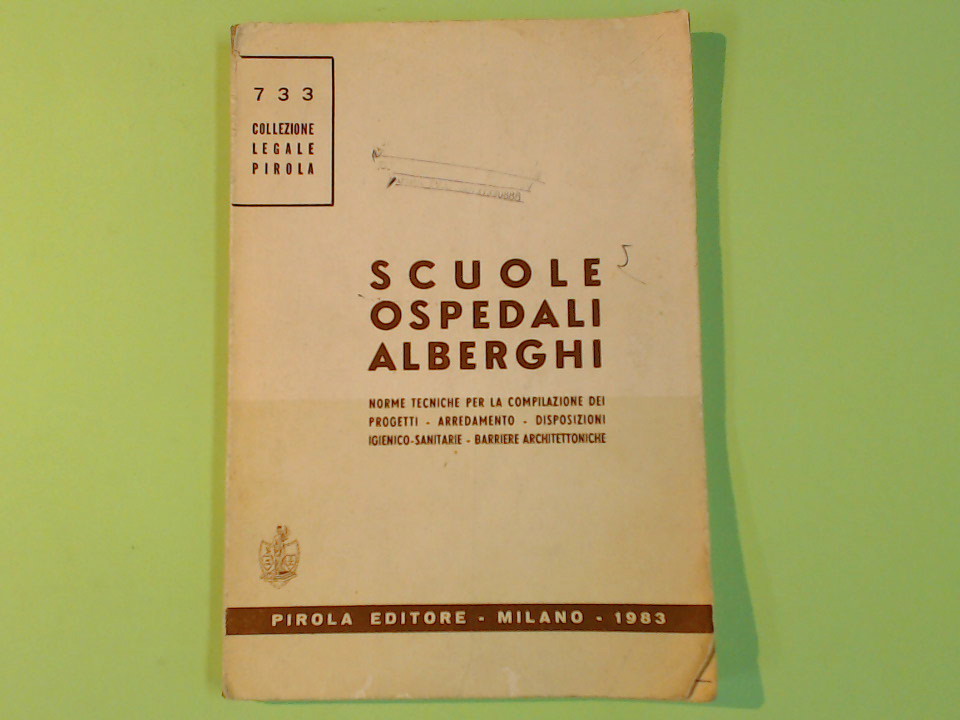 733
COLLEZIONE
LEGALE
PIROLA
SCUOLE
OSPEDALI
ALBERGHI
NORME TECNICHE PER LA COMPILAZIONE DEI
PROGETTI - ARREDAMENTO - DISPOSIZIONI
IGIENICO-SANITARIE - BARRIERE ARCHITETTONICHE
PIROLA EDITORE - MILANO - 1983